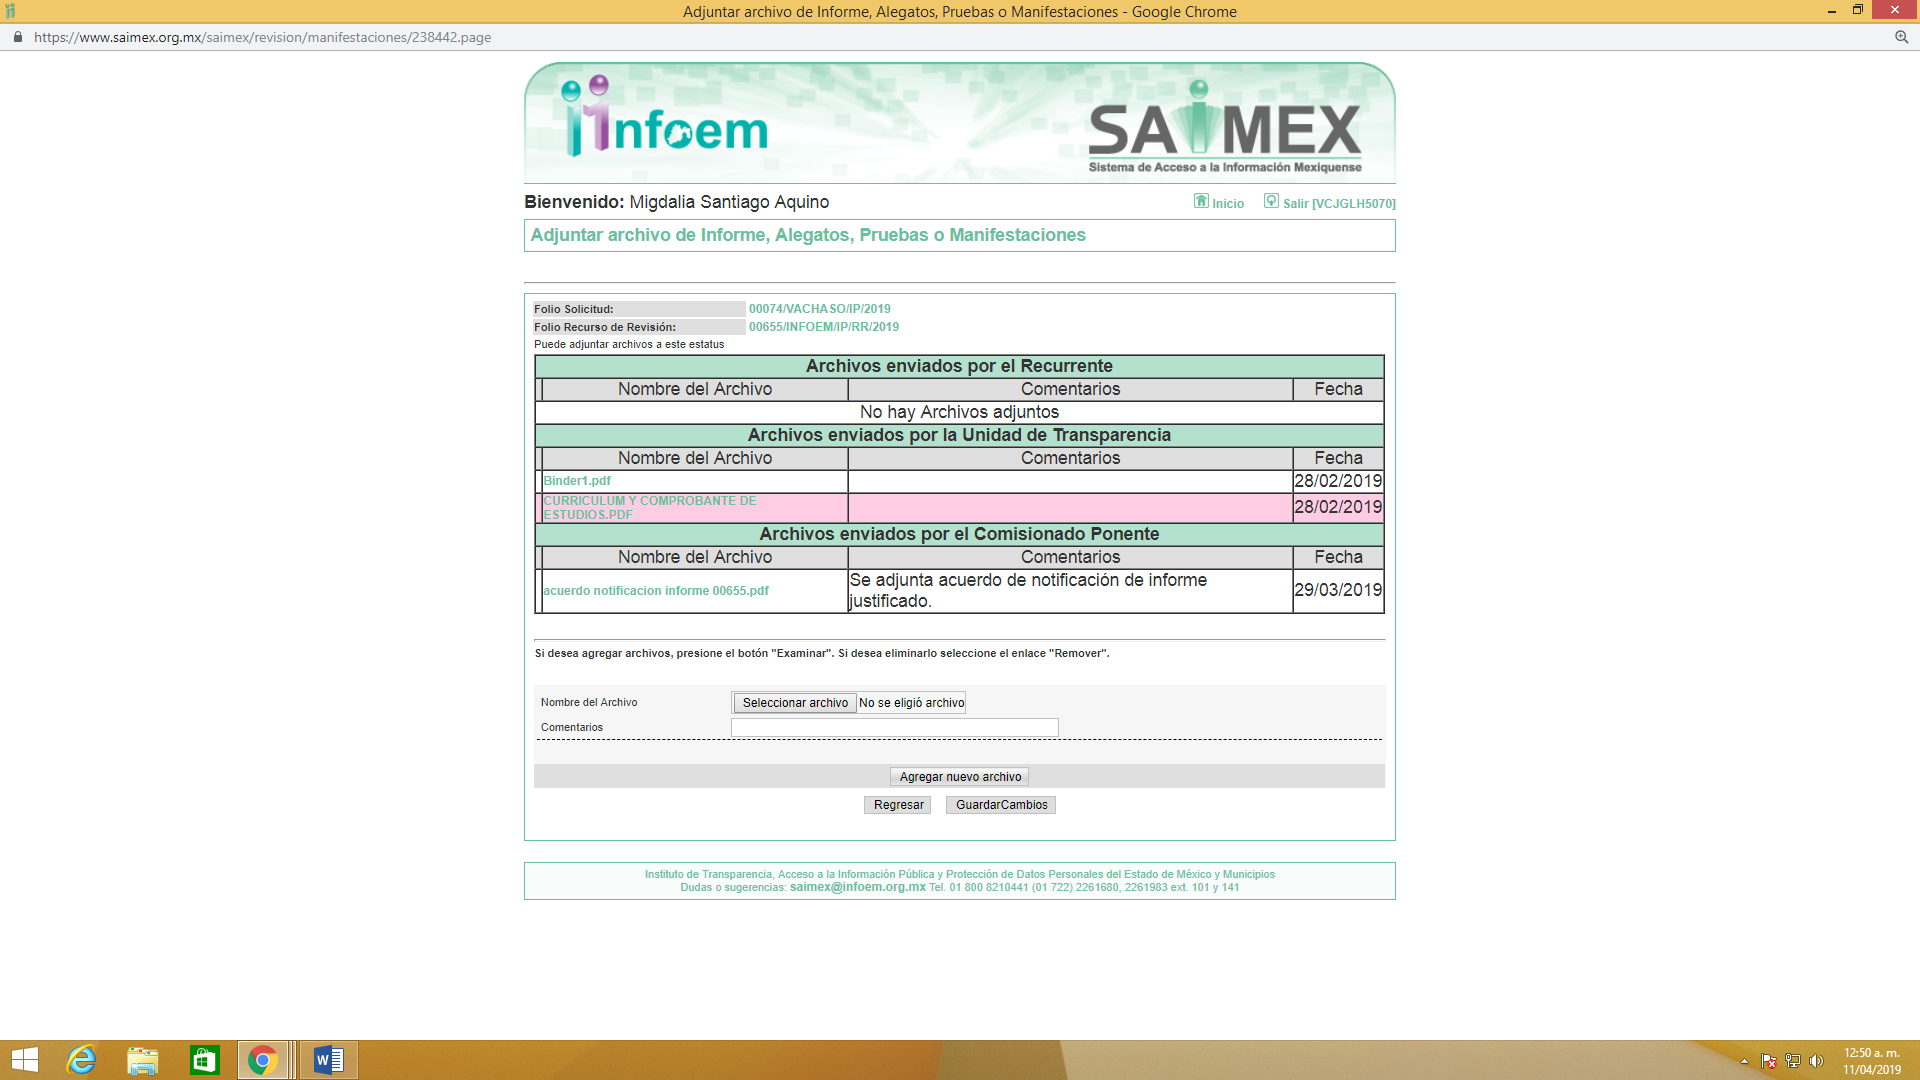 Adjuntar archivo de Informe, Alegatos, Pruebas o Manifestaciones - Google Chrome
https://www.saimex.org.mx/saimex/revision/manifestaciones/238442.page
infoem
SAIMEX
Sistema de Acceso a la Información Mexiquense
Bienvenido: Migdalia Santiago Aquino
Inicio Salir [VCJGLH5070]
Adjuntar archivo de Informe, Alegatos, Pruebas o Manifestaciones
Folio Solicitud: 00074/VACHASO/IP/2019
Folio Recurso de Revisión: 00655/INFOEM/IP/RR/2019
Puede adjuntar archivos a este estatus
Archivos enviados por el Recurrente
Nombre del Archivo Comentarios Fecha
No hay Archivos adjuntos
Archivos enviados por la Unidad de Transparencia
Nombre del Archivo Comentarios Fecha
Binder1.pdf 28/02/2019
CURRICULUM Y COMPROBANTE DE
ESTUDIOS.PDF 28/02/2019
Archivos enviados por el Comisionado Ponente
Nombre del Archivo Comentarios Fecha
acuerdo notificacion informe 00655.pdf Se adjunta acuerdo de notificación de informe
justificado. 29/03/2019
Si desea agregar archivos, presione el botón "Examinar". Si desea eliminarlo seleccione el enlace "Remover".
Nombre del Archivo Seleccionar archivo No se eligió archivo
Comentarios
Agregar nuevo archivo
Regresar GuardarCambios
Instituto de Transparencia, Acceso a la Información Pública y Protección de Datos Personales del Estado de México y Municipios
Dudas o sugerencias: saimex@infoem.org.mx Tel. 01 800 8210441 (01 722) 2261680, 2261983 ext. 101 y 141
12:50 a. m.
11/04/2019